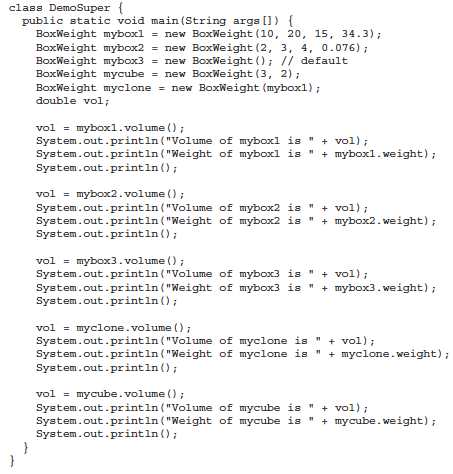 class DemoSuper {
  public static void main(String args[]) {
    BoxWeight mybox1 = new BoxWeight(10, 20, 15, 34.3);
    BoxWeight mybox2 = new BoxWeight(2, 3, 4, 0.076);
    BoxWeight mybox3 = new BoxWeight(); // default
    BoxWeight mycube = new BoxWeight(3, 2);
    BoxWeight myclone = new BoxWeight(mybox1);
    double vol;

    vol = mybox1.volume();
    System.out.println("Volume of mybox1 is " + vol);
    System.out.println("Weight of mybox1 is " + mybox1.weight);
    System.out.println();

    vol = mybox2.volume();
    System.out.println("Volume of mybox2 is " + vol);
    System.out.println("Weight of mybox2 is " + mybox2.weight);
    System.out.println();

    vol = mybox3.volume();
    System.out.println("Volume of mybox3 is " + vol);
    System.out.println("Weight of mybox3 is " + mybox3.weight);
    System.out.println();

    vol = myclone.volume();
    System.out.println("Volume of myclone is " + vol);
    System.out.println("Weight of myclone is " + myclone.weight);
    System.out.println();

    vol = mycube.volume();
    System.out.println("Volume of mycube is " + vol);
    System.out.println("Weight of mycube is " + mycube.weight);
    System.out.println();
  }
}